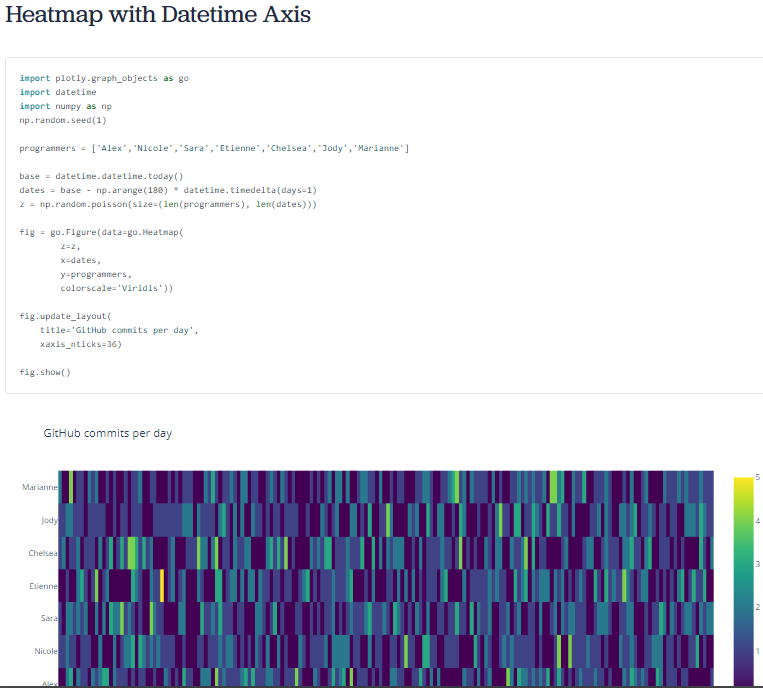 Heatmap with Datetime Axis
import plotly.graph_objects as go
import datetime
import numpy as np
np.random.seed(1)
programmers = ['Alex','Nicole','Sara','Etienne','Chelsea','Jody','Marianne']
base = datetime.datetime.today()
dates = base - np.arange(180) * datetime.timedelta(days=1)
z = np.random.poisson(size=(len(programmers), len(dates)))
fig = go.Figure(data=go.Heatmap(
        z=z,
        x=dates,
        y=programmers,
        colorscale='Viridis'))
fig.update_layout(
    title='GitHub commits per day',
    xaxis_nticks=36)
fig.show()
GitHub commits per day
Marianne
Jody
Chelsea
Etienne
Sara
Nicole
Alex
5
4
3
2
1